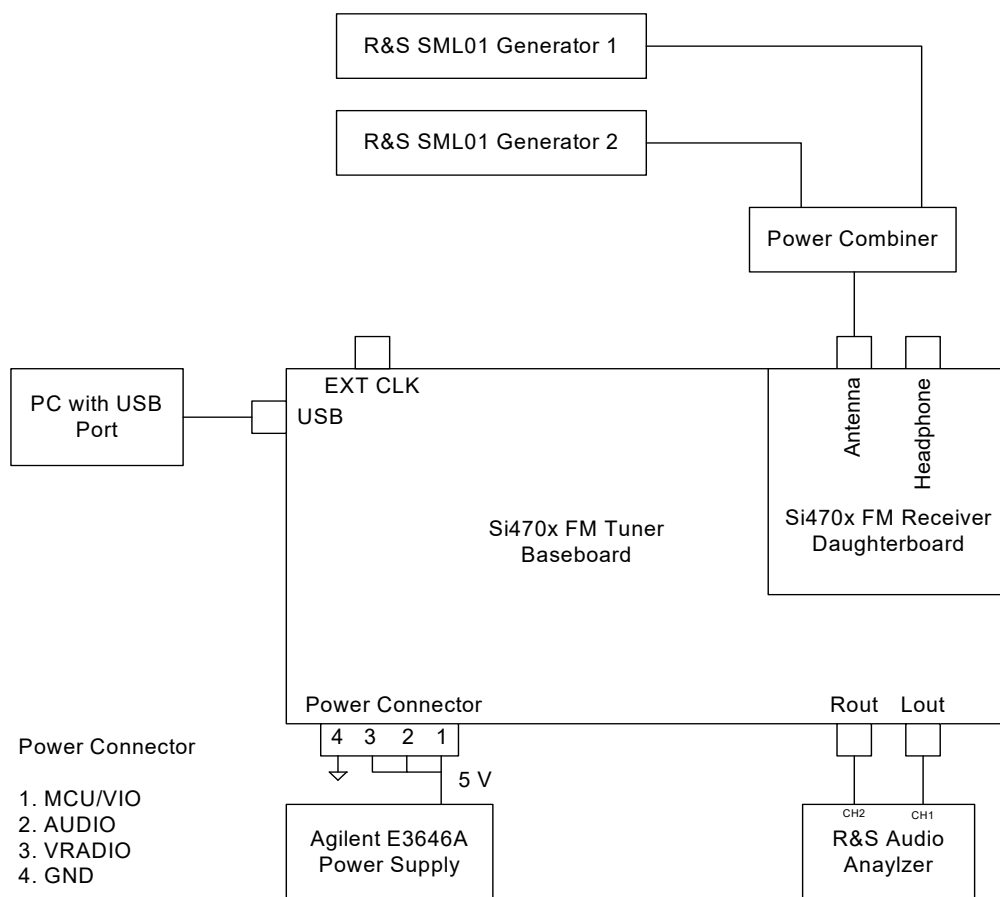 R&S SML01 Generator 1
R&S SML01 Generator 2
Power Combiner
EXT CLK
PC with USB
Port
USB
Antenna
Headphone
Si470x FM Tuner
Baseboard
Si470x FM Receiver
Daughterboard
Power Connector
Rout
Lout
4 3 2 1
Power Connector
5 V
1. MCU/VIO
2. AUDIO
3. VRADIO
4. GND
Agilent E3646A
Power Supply
CH2
CH1
R&S Audio
Anaylzer